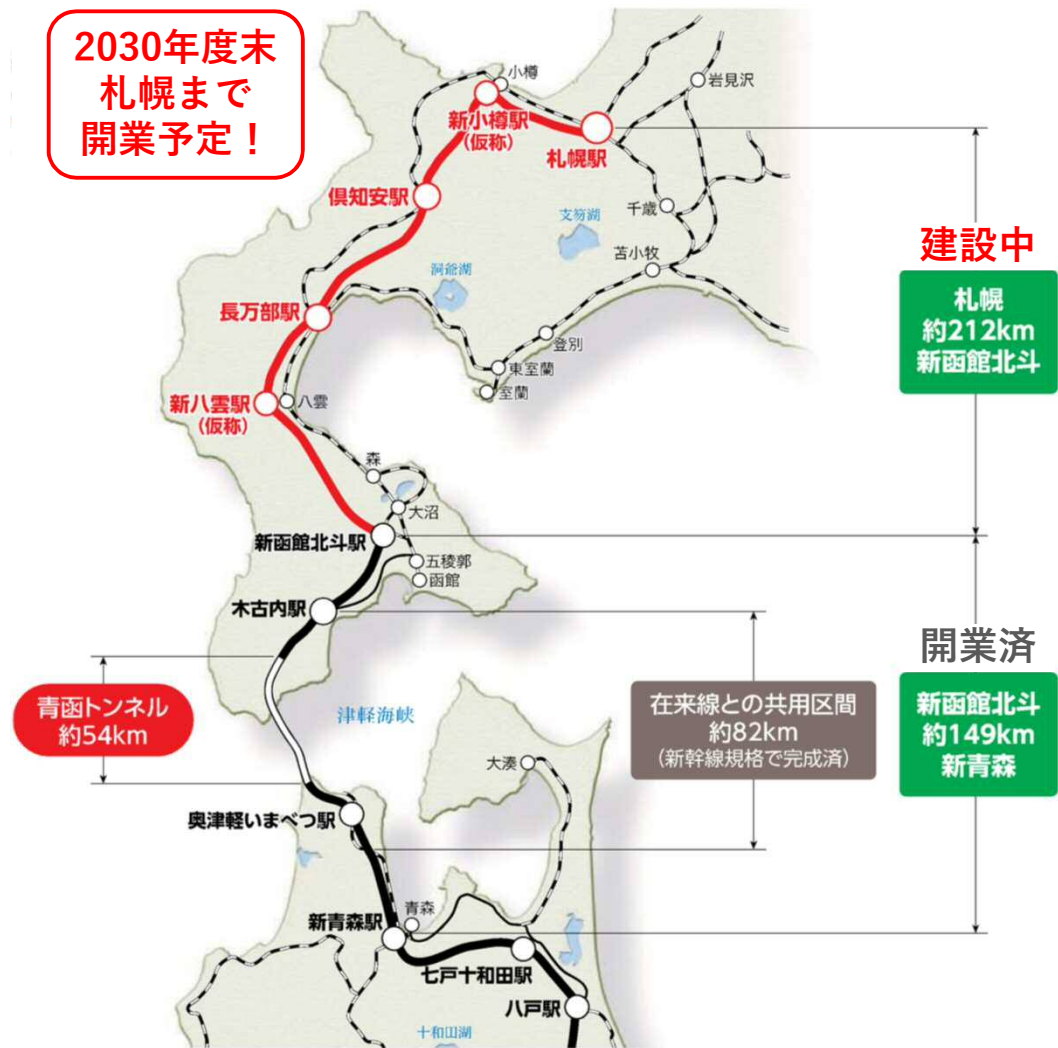 2030年度末
札幌まで
開業予定！
小樽
岩見沢
新小樽駅
(仮称)
札幌駅
倶知安駅
支笏湖
千歳
建設中
苫小牧
洞爺湖
札幌
約212km
新函館北斗
長万部駅
登別
東室蘭
室蘭
新八雲駅
(仮称)
八雲
森
大沼
新函館北斗駅
五稜郭
函館
木古内駅
開業済
青函トンネル
約54km
津軽海峡
在来線との共用区間
約82km
(新幹線規格で完成済)
新函館北斗
約149km
新青森
大湊
奥津軽いまべつ駅
青森
新青森駅
七戸十和田駅
八戸駅
十和田湖